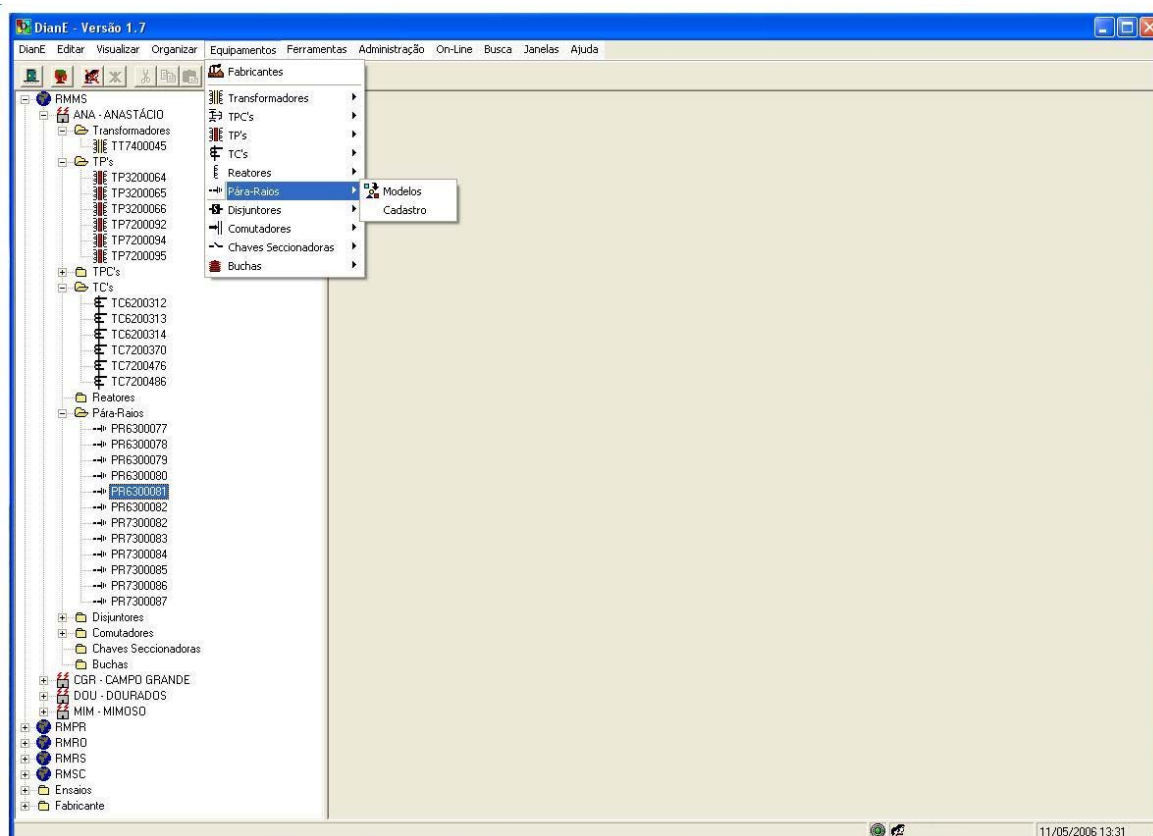 DianE - Versão 1.7
DianE Editar Visualizar Organizar Equipamentos Ferramentas Administração On-Line Busca Janelas Ajuda
Fabricantes
Transformadores
TPC's
TP's
TC's
Reatores
Pára-Raios
Disjuntores
Comutadores
Chaves Seccionadoras
Buchas
Modelos
Cadastro
RMMS
ANA - ANASTÁCIO
Transformadores
TT7400045
TP's
TP3200064
TP3200065
TP3200066
TP7200092
TP7200094
TP7200095
TPC's
TC's
TC6200312
TC6200313
TC6200314
TC7200370
TC7200476
TC7200486
Reatores
Pára-Raios
PR6300077
PR6300078
PR6300079
PR6300080
PR6300081
PR6300082
PR7300082
PR7300083
PR7300084
PR7300085
PR7300086
PR7300087
Disjuntores
Comutadores
Chaves Seccionadoras
Buchas
CGR - CAMPO GRANDE
DOU - DOURADOS
MIM - MIMOSO
RMPR
RMRO
RMRS
RMSC
Ensaios
Fabricante
11/05/2006 13:31